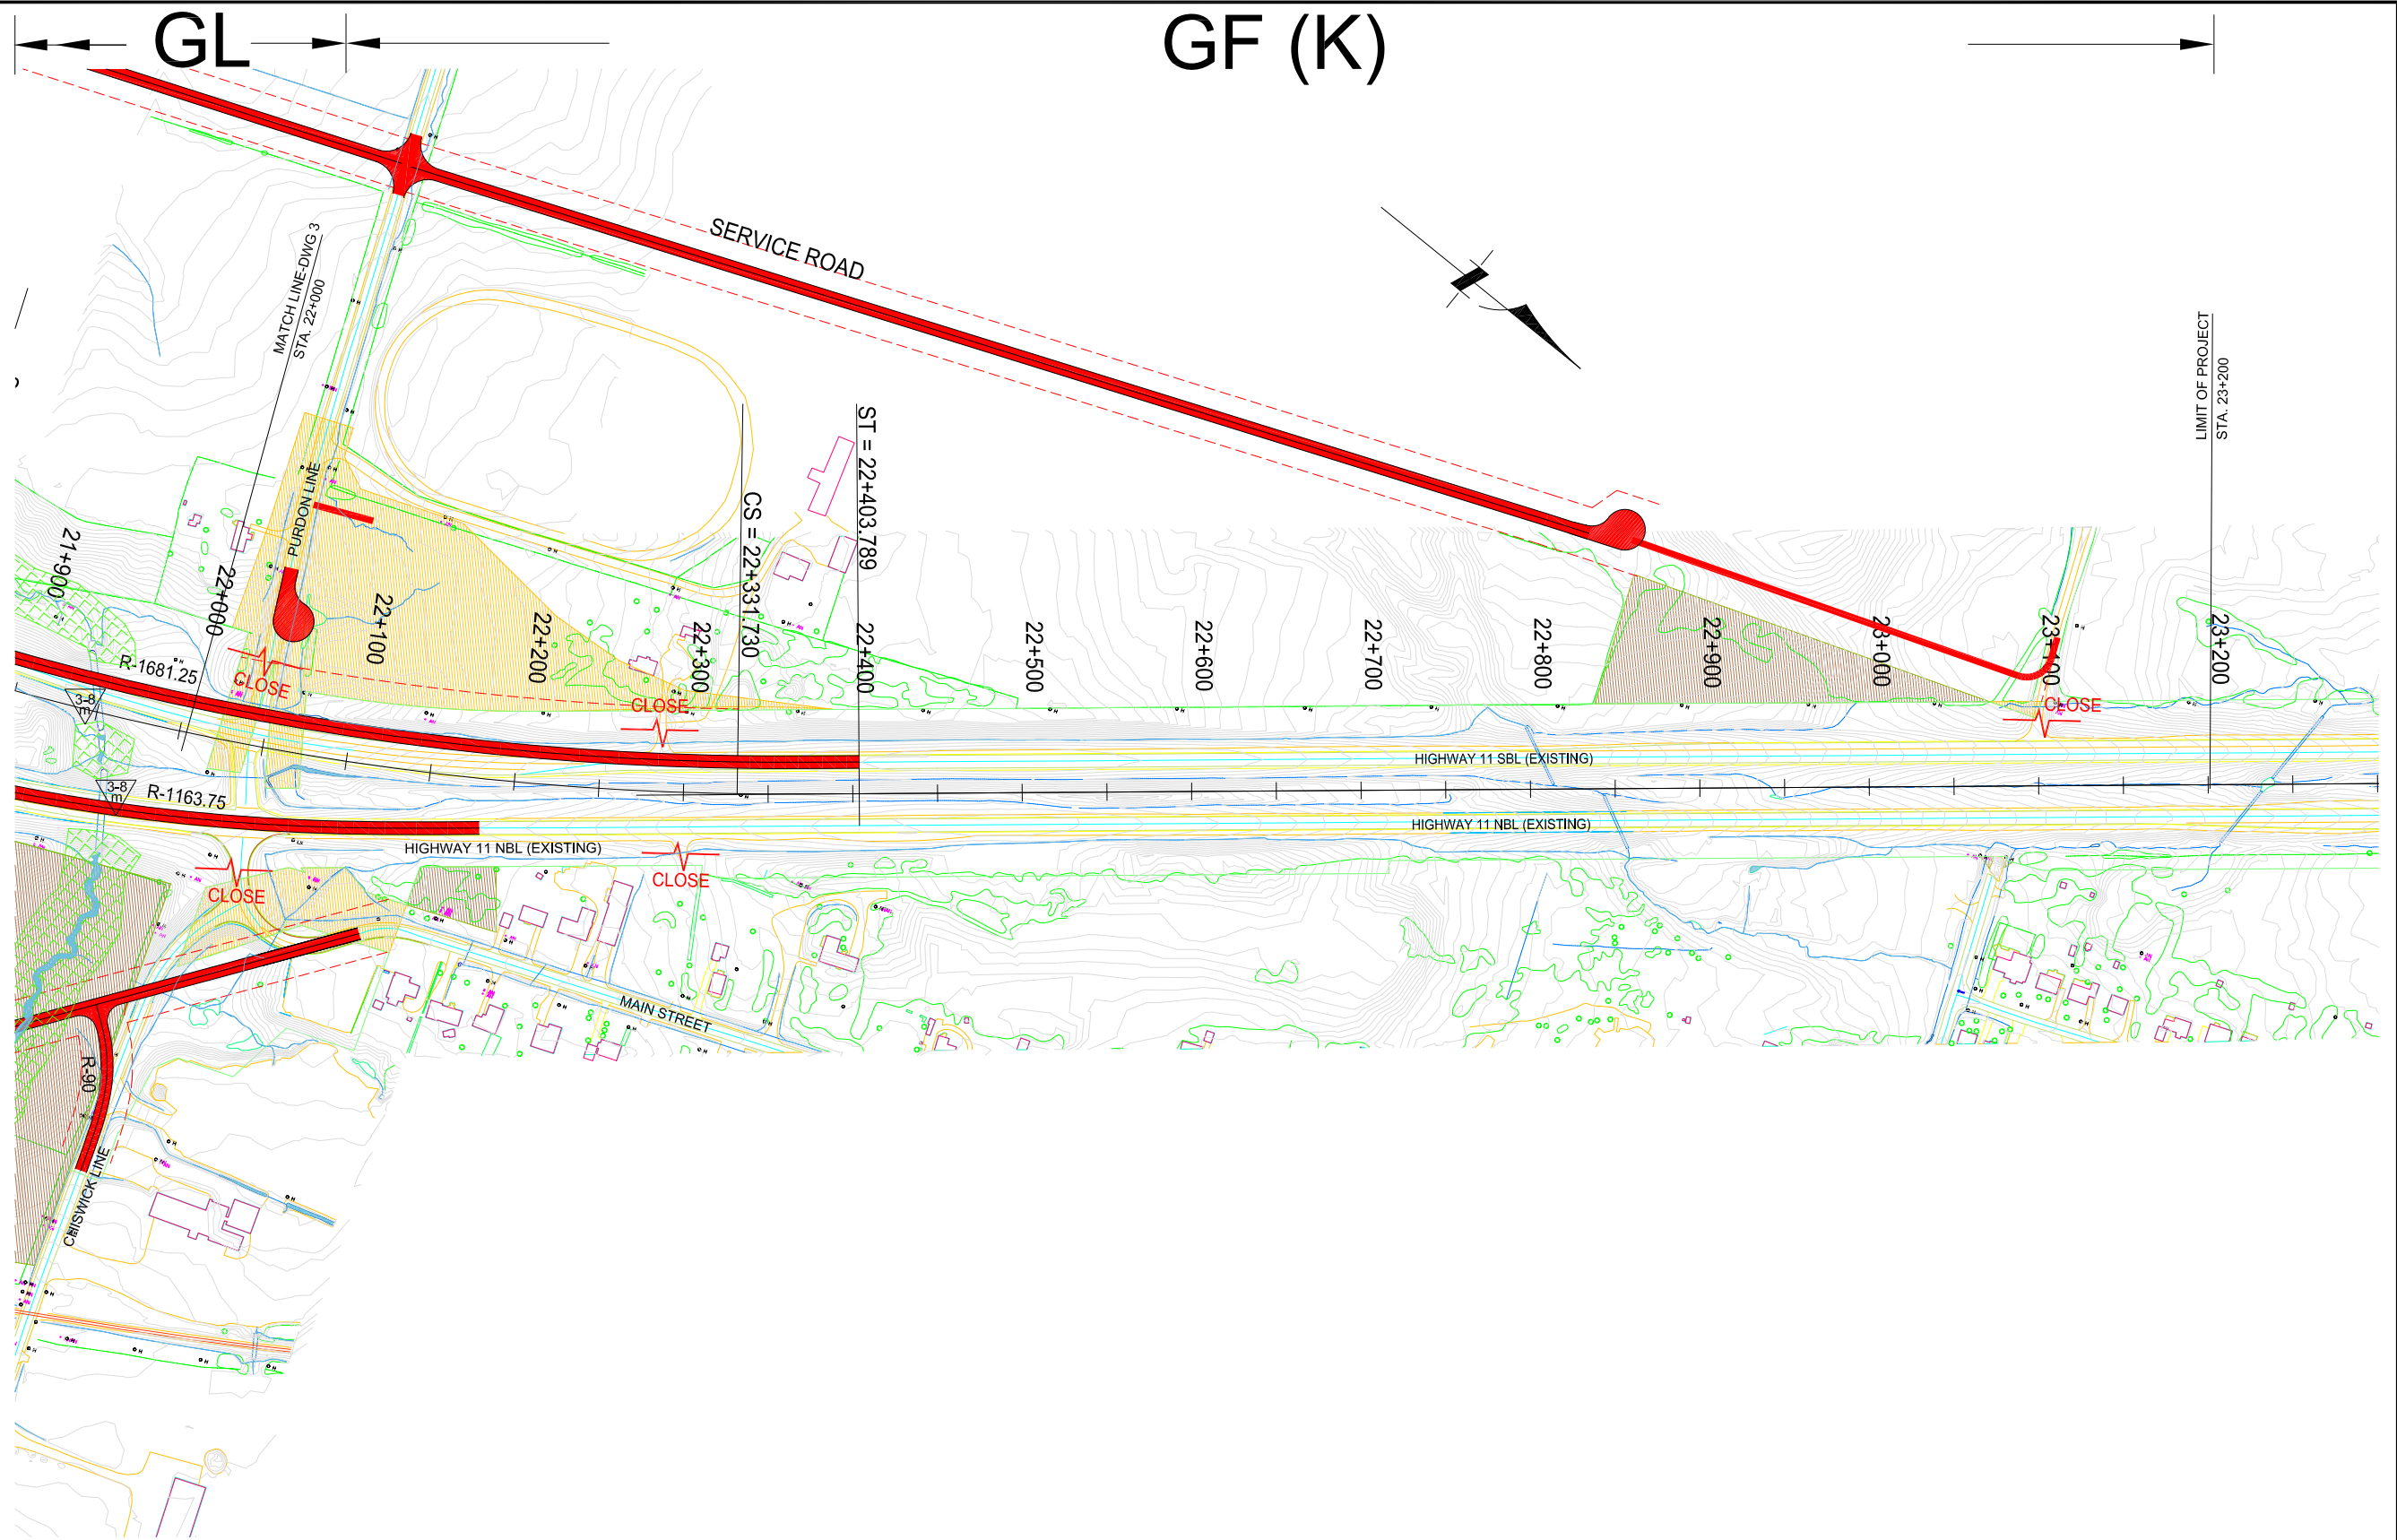 GL
GF (K)
SERVICE ROAD
MATCH LINE-DWG 3
STA. 22+000
LIMIT OF PROJECT
STA. 23+200
PURDON LINE
CS = 22+331.730
ST = 22+403.789
21+900
22+000
22+100
22+200
22+300
22+400
22+500
22+600
22+700
22+800
22+900
23+000
23+100
23+200
R-1681.25
CLOSE
CLOSE
CLOSE
3-8
m
3-8
m
R-1163.75
HIGHWAY 11 SBL (EXISTING)
HIGHWAY 11 NBL (EXISTING)
HIGHWAY 11 NBL (EXISTING)
CLOSE
CLOSE
MAIN STREET
R-90
CHISWICK LINE